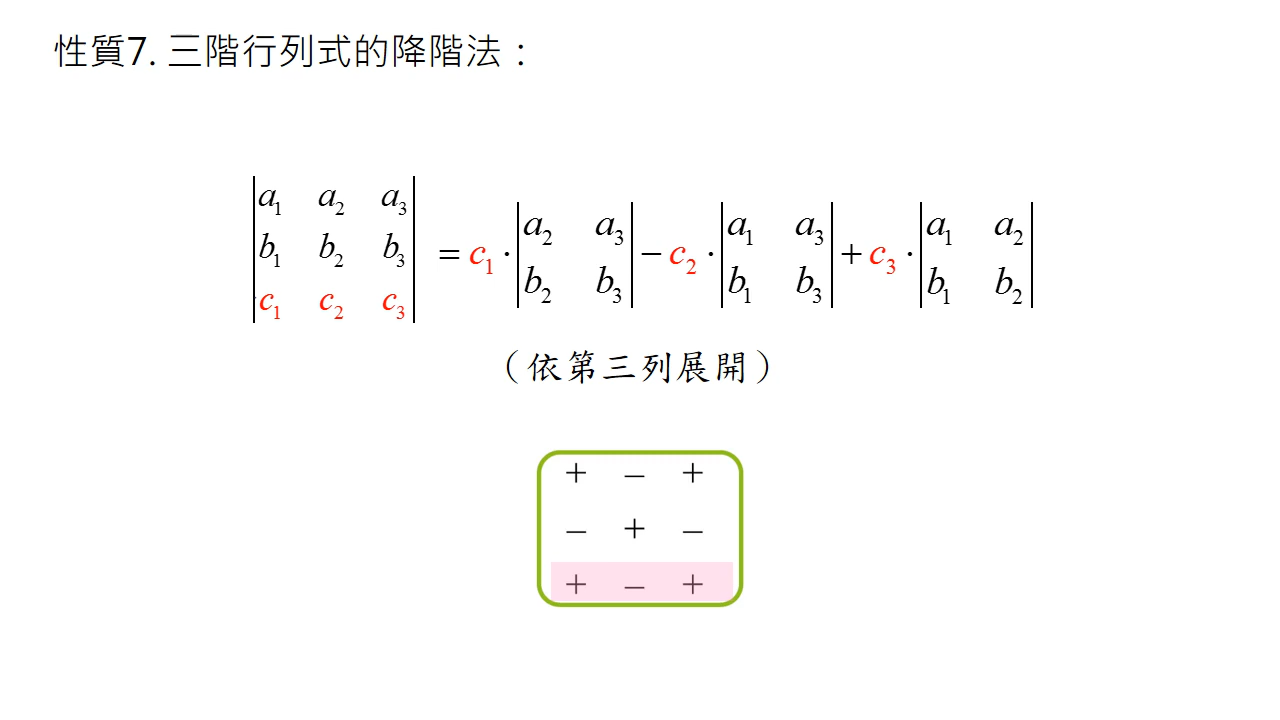 性質7. 三階行列式的降階法：
|a₁ a₂ a₃|
|b₁ b₂ b₃|
|c₁ c₂ c₃| = c₁·|a₂ a₃; b₂ b₃| − c₂·|a₁ a₃; b₁ b₃| + c₃·|a₁ a₂; b₁ b₂|
（依第三列展開）
+ − +
− + −
+ − +